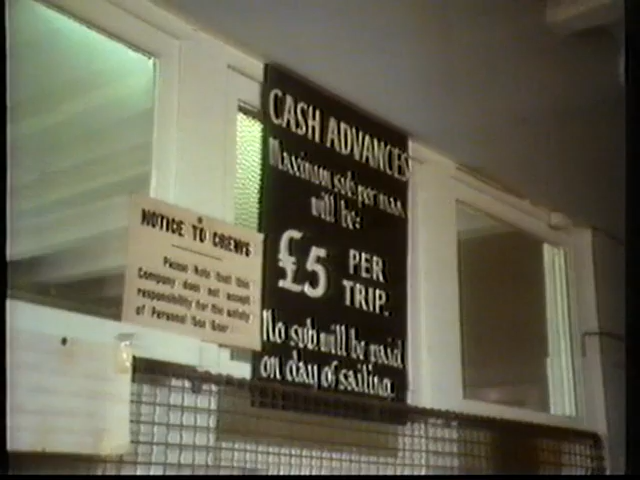 CASH ADVANCES
Maximum sub per man
will be:
£5 PER
TRIP.
No sub will be paid
on day of sailing.
NOTICE TO CREWS
Please Note that this
Company does not accept
responsibility for the safety
of Personal Sea Gear